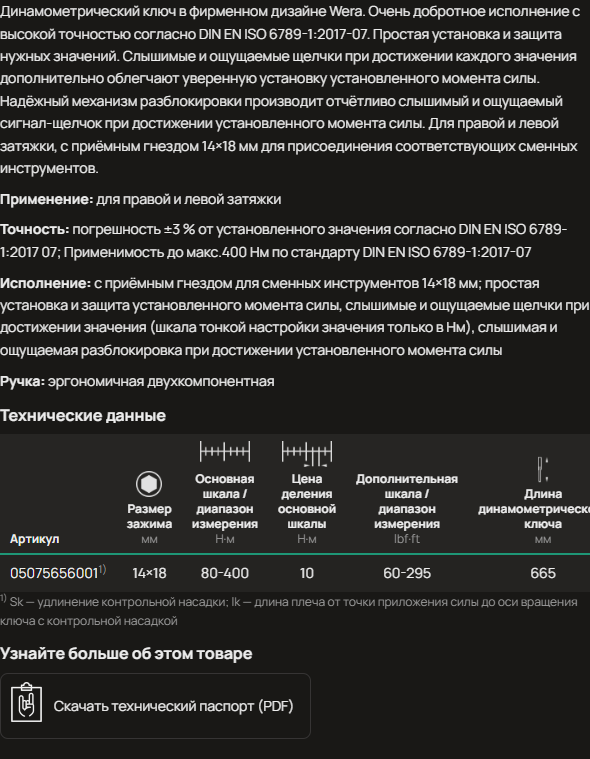 Динамометрический ключ в фирменном дизайне Wera. Очень добротное исполнение с
высокой точностью согласно DIN EN ISO 6789-1:2017-07. Простая установка и защита
нужных значений. Слышимые и ощущаемые щелчки при достижении каждого значения
дополнительно облегчают уверенную установку установленного момента силы.
Надёжный механизм разблокировки производит отчётливо слышимый и ощущаемый
сигнал-щелчок при достижении установленного момента силы. Для правой и левой
затяжки, с приёмным гнездом 14×18 мм для присоединения соответствующих сменных
инструментов.
Применение: для правой и левой затяжки
Точность: погрешность ±3 % от установленного значения согласно DIN EN ISO 6789-
1:2017 07; Применимость до макс.400 Нм по стандарту DIN EN ISO 6789-1:2017-07
Исполнение: с приёмным гнездом для сменных инструментов 14×18 мм; простая
установка и защита установленного момента силы, слышимые и ощущаемые щелчки при
достижении значения (шкала тонкой настройки значения только в Нм), слышимая и
ощущаемая разблокировка при достижении установленного момента силы
Ручка: эргономичная двухкомпонентная
Технические данные
Артикул
Размер
зажима
мм
Основная
шкала /
диапазон
измерения
Н·м
Цена
деления
основной
шкалы
Н·м
Дополнительная
шкала /
диапазон
измерения
lbf·ft
Длина
динамометрическо
ключа
мм
05075656001 1) 14×18 80-400 10 60-295 665
1) Sk — удлинение контрольной насадки; lk — длина плеча от точки приложения силы до оси вращения
ключа с контрольной насадкой
Узнайте больше об этом товаре
Скачать технический паспорт (PDF)